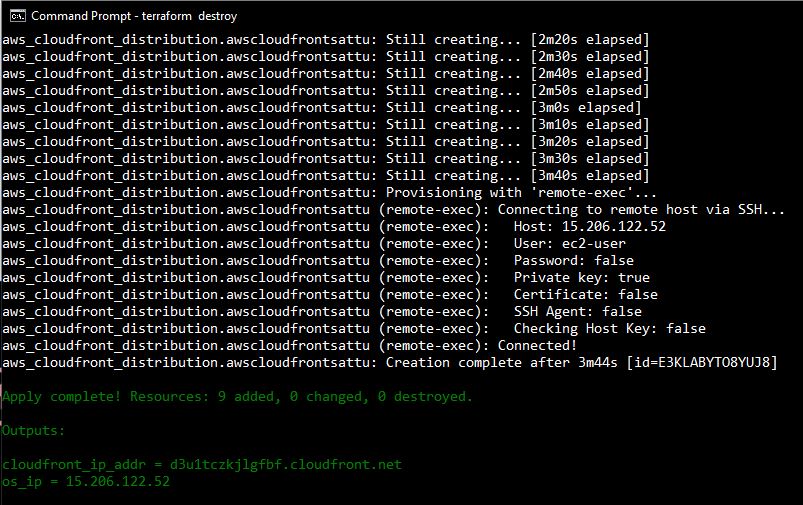 Command Prompt - terraform  destroy
aws_cloudfront_distribution.awscloudfrontsattu: Still creating... [2m20s elapsed]
aws_cloudfront_distribution.awscloudfrontsattu: Still creating... [2m30s elapsed]
aws_cloudfront_distribution.awscloudfrontsattu: Still creating... [2m40s elapsed]
aws_cloudfront_distribution.awscloudfrontsattu: Still creating... [2m50s elapsed]
aws_cloudfront_distribution.awscloudfrontsattu: Still creating... [3m0s elapsed]
aws_cloudfront_distribution.awscloudfrontsattu: Still creating... [3m10s elapsed]
aws_cloudfront_distribution.awscloudfrontsattu: Still creating... [3m20s elapsed]
aws_cloudfront_distribution.awscloudfrontsattu: Still creating... [3m30s elapsed]
aws_cloudfront_distribution.awscloudfrontsattu: Still creating... [3m40s elapsed]
aws_cloudfront_distribution.awscloudfrontsattu: Provisioning with 'remote-exec'...
aws_cloudfront_distribution.awscloudfrontsattu (remote-exec): Connecting to remote host via SSH...
aws_cloudfront_distribution.awscloudfrontsattu (remote-exec):   Host: 15.206.122.52
aws_cloudfront_distribution.awscloudfrontsattu (remote-exec):   User: ec2-user
aws_cloudfront_distribution.awscloudfrontsattu (remote-exec):   Password: false
aws_cloudfront_distribution.awscloudfrontsattu (remote-exec):   Private key: true
aws_cloudfront_distribution.awscloudfrontsattu (remote-exec):   Certificate: false
aws_cloudfront_distribution.awscloudfrontsattu (remote-exec):   SSH Agent: false
aws_cloudfront_distribution.awscloudfrontsattu (remote-exec):   Checking Host Key: false
aws_cloudfront_distribution.awscloudfrontsattu (remote-exec): Connected!
aws_cloudfront_distribution.awscloudfrontsattu: Creation complete after 3m44s [id=E3KLABYTO8YUJ8]
Apply complete! Resources: 9 added, 0 changed, 0 destroyed.
Outputs:
cloudfront_ip_addr = d3u1tczkjlgfbf.cloudfront.net
os_ip = 15.206.122.52